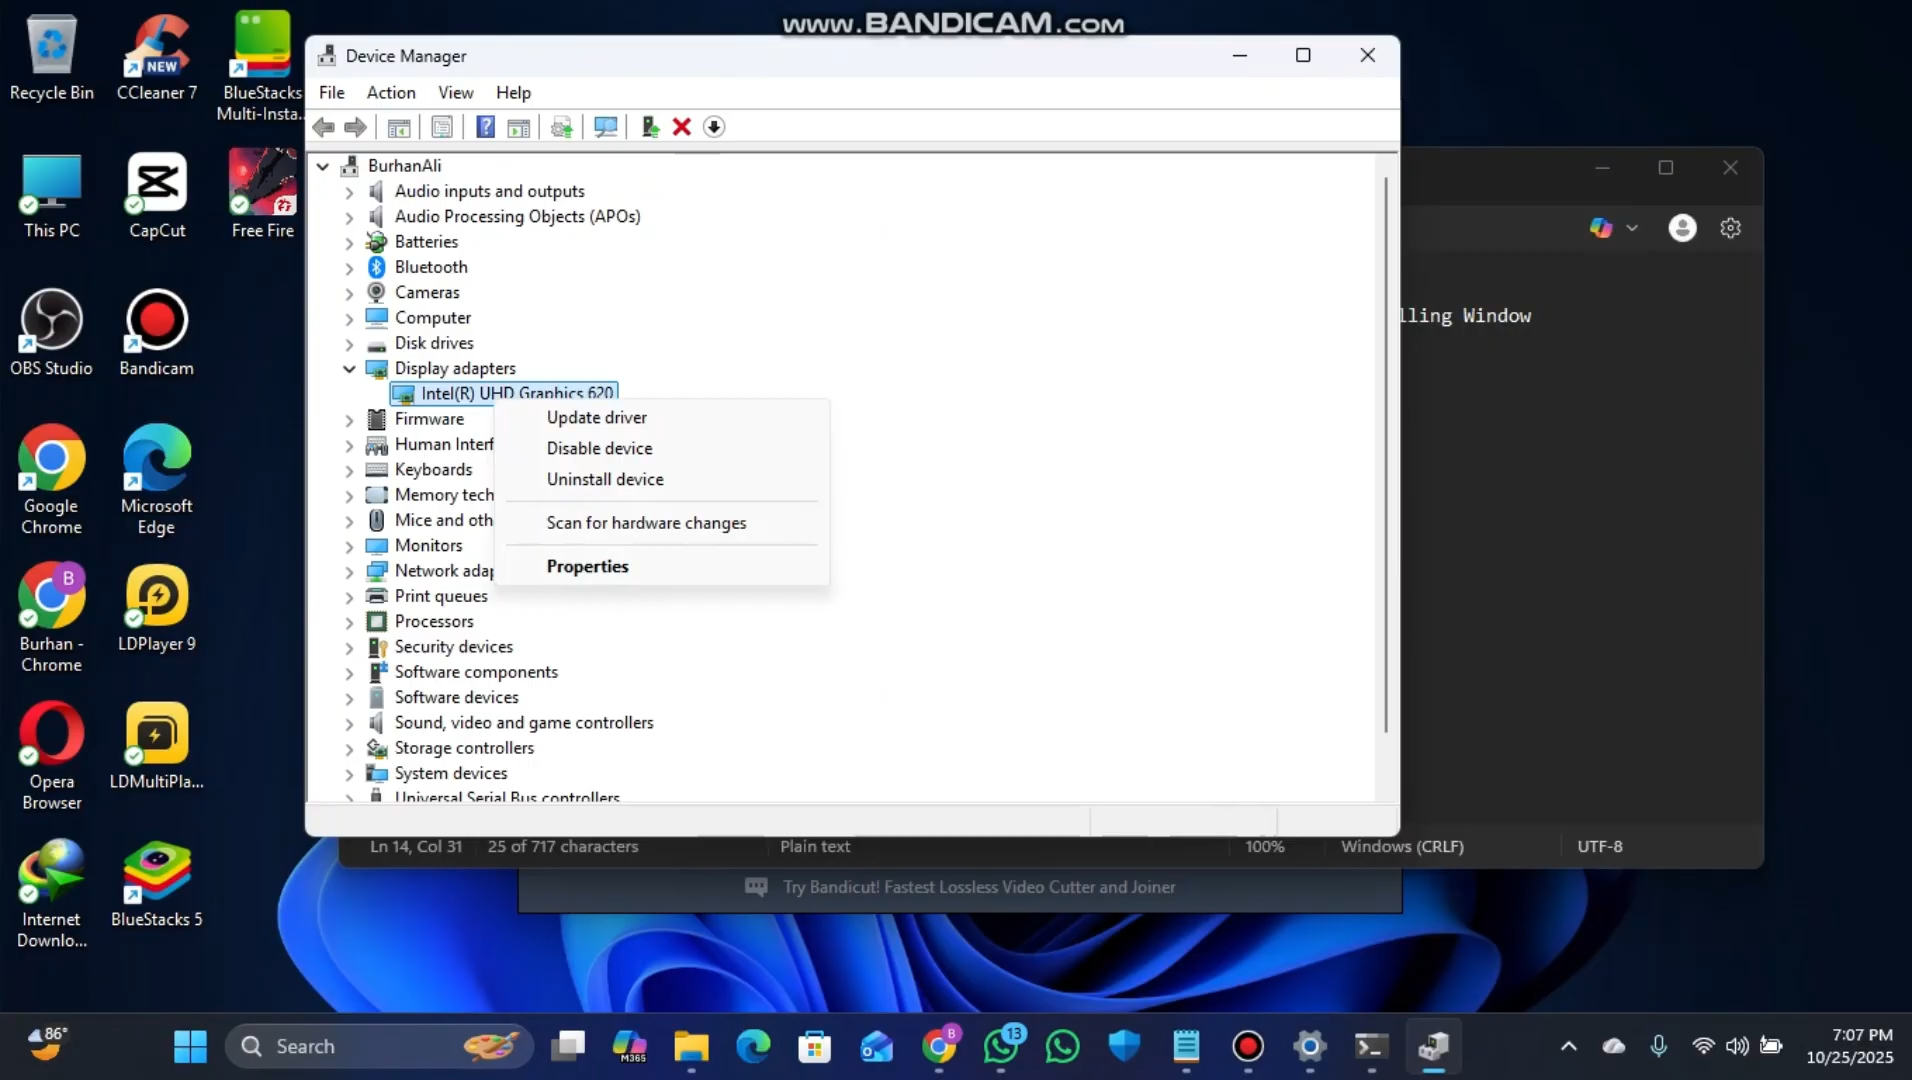 www.BANDICAM.com
Recycle Bin
NEW
CCleaner 7
BlueStacks
Multi-Insta...
This PC
CapCut
Free Fire
OBS Studio
Bandicam
Google
Chrome
Microsoft
Edge
B
Burhan -
Chrome
LDPlayer 9
Opera
Browser
LDMultiPla...
Internet
Downlo...
BlueStacks 5
Device Manager
File Action View Help
BurhanAli
Audio inputs and outputs
Audio Processing Objects (APOs)
Batteries
Bluetooth
Cameras
Computer
Disk drives
Display adapters
Intel(R) UHD Graphics 620
Firmware
Human Interf
Keyboards
Memory tech
Mice and oth
Monitors
Network adap
Print queues
Processors
Security devices
Software components
Software devices
Sound, video and game controllers
Storage controllers
System devices
Universal Serial Bus controllers
Update driver
Disable device
Uninstall device
Scan for hardware changes
Properties
lling Window
Ln 14, Col 31 25 of 717 characters Plain text 100% Windows (CRLF) UTF-8
Try Bandicut! Fastest Lossless Video Cutter and Joiner
86°
Search
M365
B
13
7:07 PM
10/25/2025